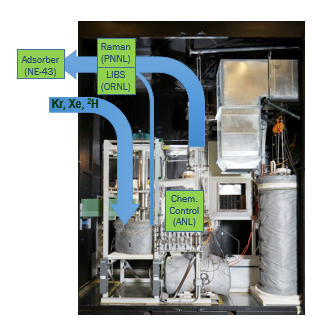 Raman
(PNNL)
LIBS
(ORNL)
Adsorber
(NE-43)
Kr, Xe, ²H
Chem.
Control
(ANL)